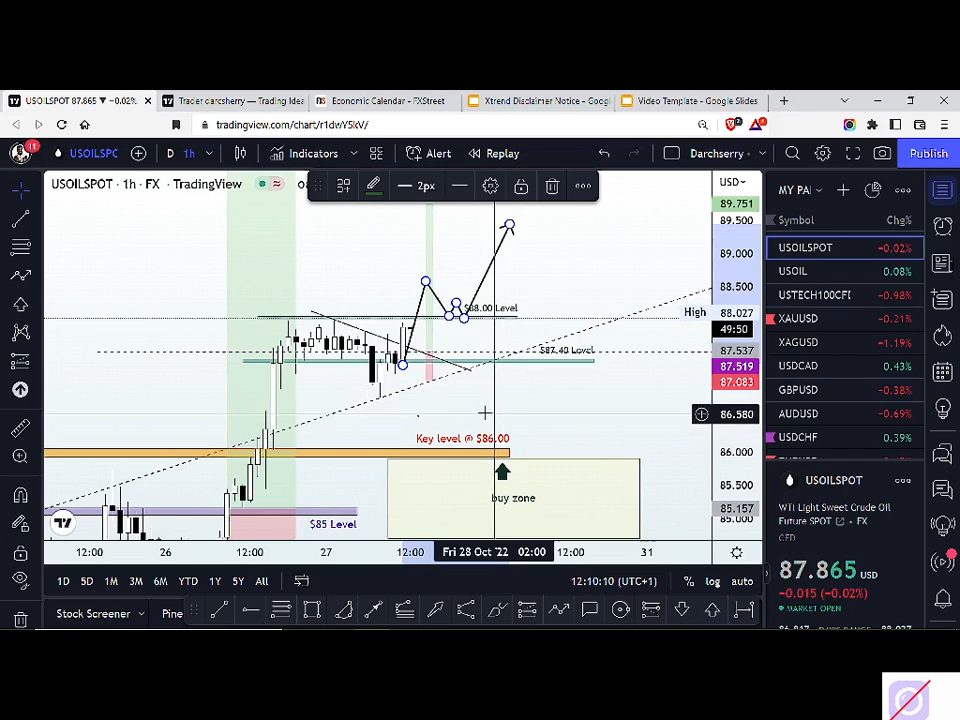 USOILSPOT 87.865 ▼ −0.02%
Trader darcsherry — Trading Idea
Economic Calendar - FXStreet
Xtrend Disclaimer Notice - Googl
Video Template - Google Slides
tradingview.com/chart/r1dwY5kV/
11
USOILSPC
D
1h
Indicators
Alert
Replay
Darchserry -
Publish
USOILSPOT · 1h · FX · TradingView
2px
USD
MY PAI
Symbol
Chg%
USOILSPOT
−0.02%
USOIL
0.08%
USTECH100CFD
−0.98%
XAUUSD
−0.21%
XAGUSD
−1.19%
USDCAD
0.43%
GBPUSD
−0.38%
AUDUSD
−0.69%
USDCHF
0.39%
89.751
89.500
89.000
88.500
High
88.027
49:50
87.537
87.519
87.083
86.580
86.000
85.500
85.157
85.000
$88.00 Level
$87.40 Level
Key level @ $86.00
buy zone
$85 Level
12:00
26
12:00
27
12:00
Fri 28 Oct '22
02:00
12:00
31
USOILSPOT
WTI Light Sweet Crude Oil
Future SPOT
FX
CFD
87.865 USD
−0.015 (−0.02%)
MARKET OPEN
1D
5D
1M
3M
6M
YTD
1Y
5Y
All
12:10:10 (UTC+1)
%
log
auto
Stock Screener
Pine